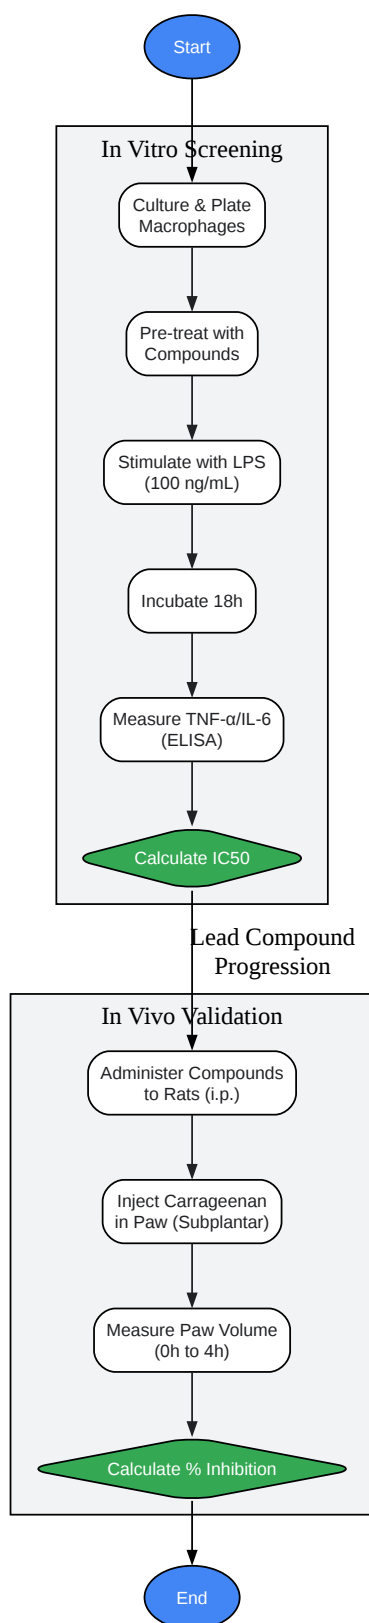 Start
In Vitro Screening
Culture & Plate
Macrophages
Pre-treat with
Compounds
Stimulate with LPS
(100 ng/mL)
Incubate 18h
Measure TNF-α/IL-6
(ELISA)
Calculate IC50
Lead Compound
Progression
In Vivo Validation
Administer Compounds
to Rats (i.p.)
Inject Carrageenan
in Paw (Subplantar)
Measure Paw Volume
(0h to 4h)
Calculate % Inhibition
End